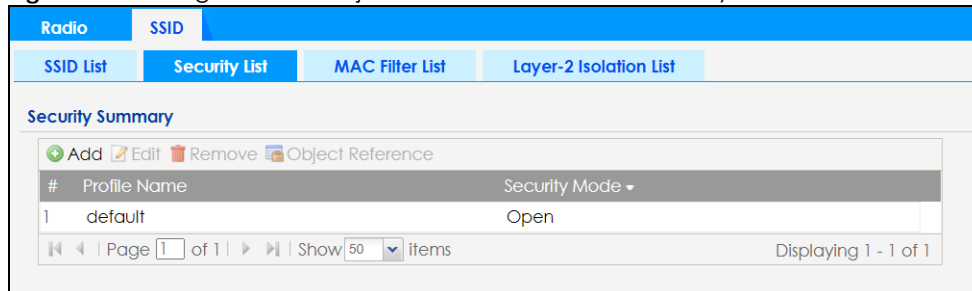 Radio SSID
SSID List Security List MAC Filter List Layer-2 Isolation List
Security Summary
Add Edit Remove Object Reference
# Profile Name Security Mode
1 default Open
Page 1 of 1 Show 50 items Displaying 1 - 1 of 1